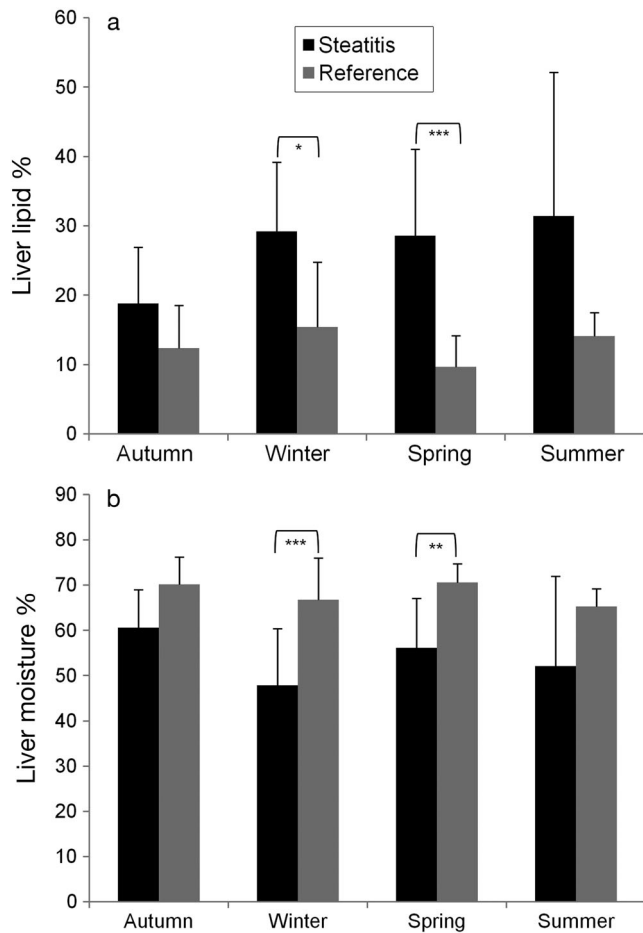 a
Steatitis
Reference
Liver lipid %
60
50
40
30
20
10
0
*
***
Autumn Winter Spring Summer
b
Liver moisture %
90
80
70
60
50
40
30
20
10
0
***
**
Autumn Winter Spring Summer